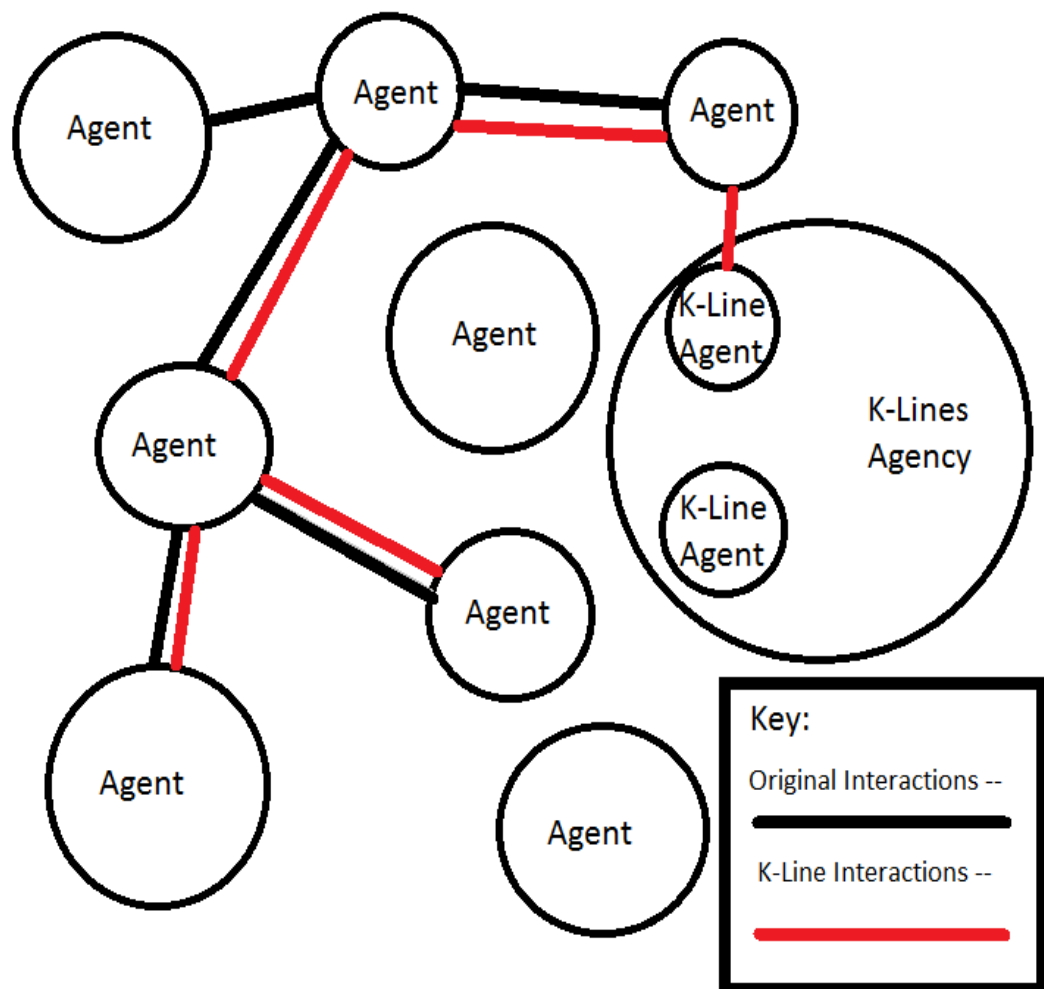 Agent
Agent
Agent
K-Line
Agent
Agent
K-Lines
Agency
Agent
K-Line
Agent
Agent
Agent
Agent
Key:
Original Interactions --
K-Line Interactions --